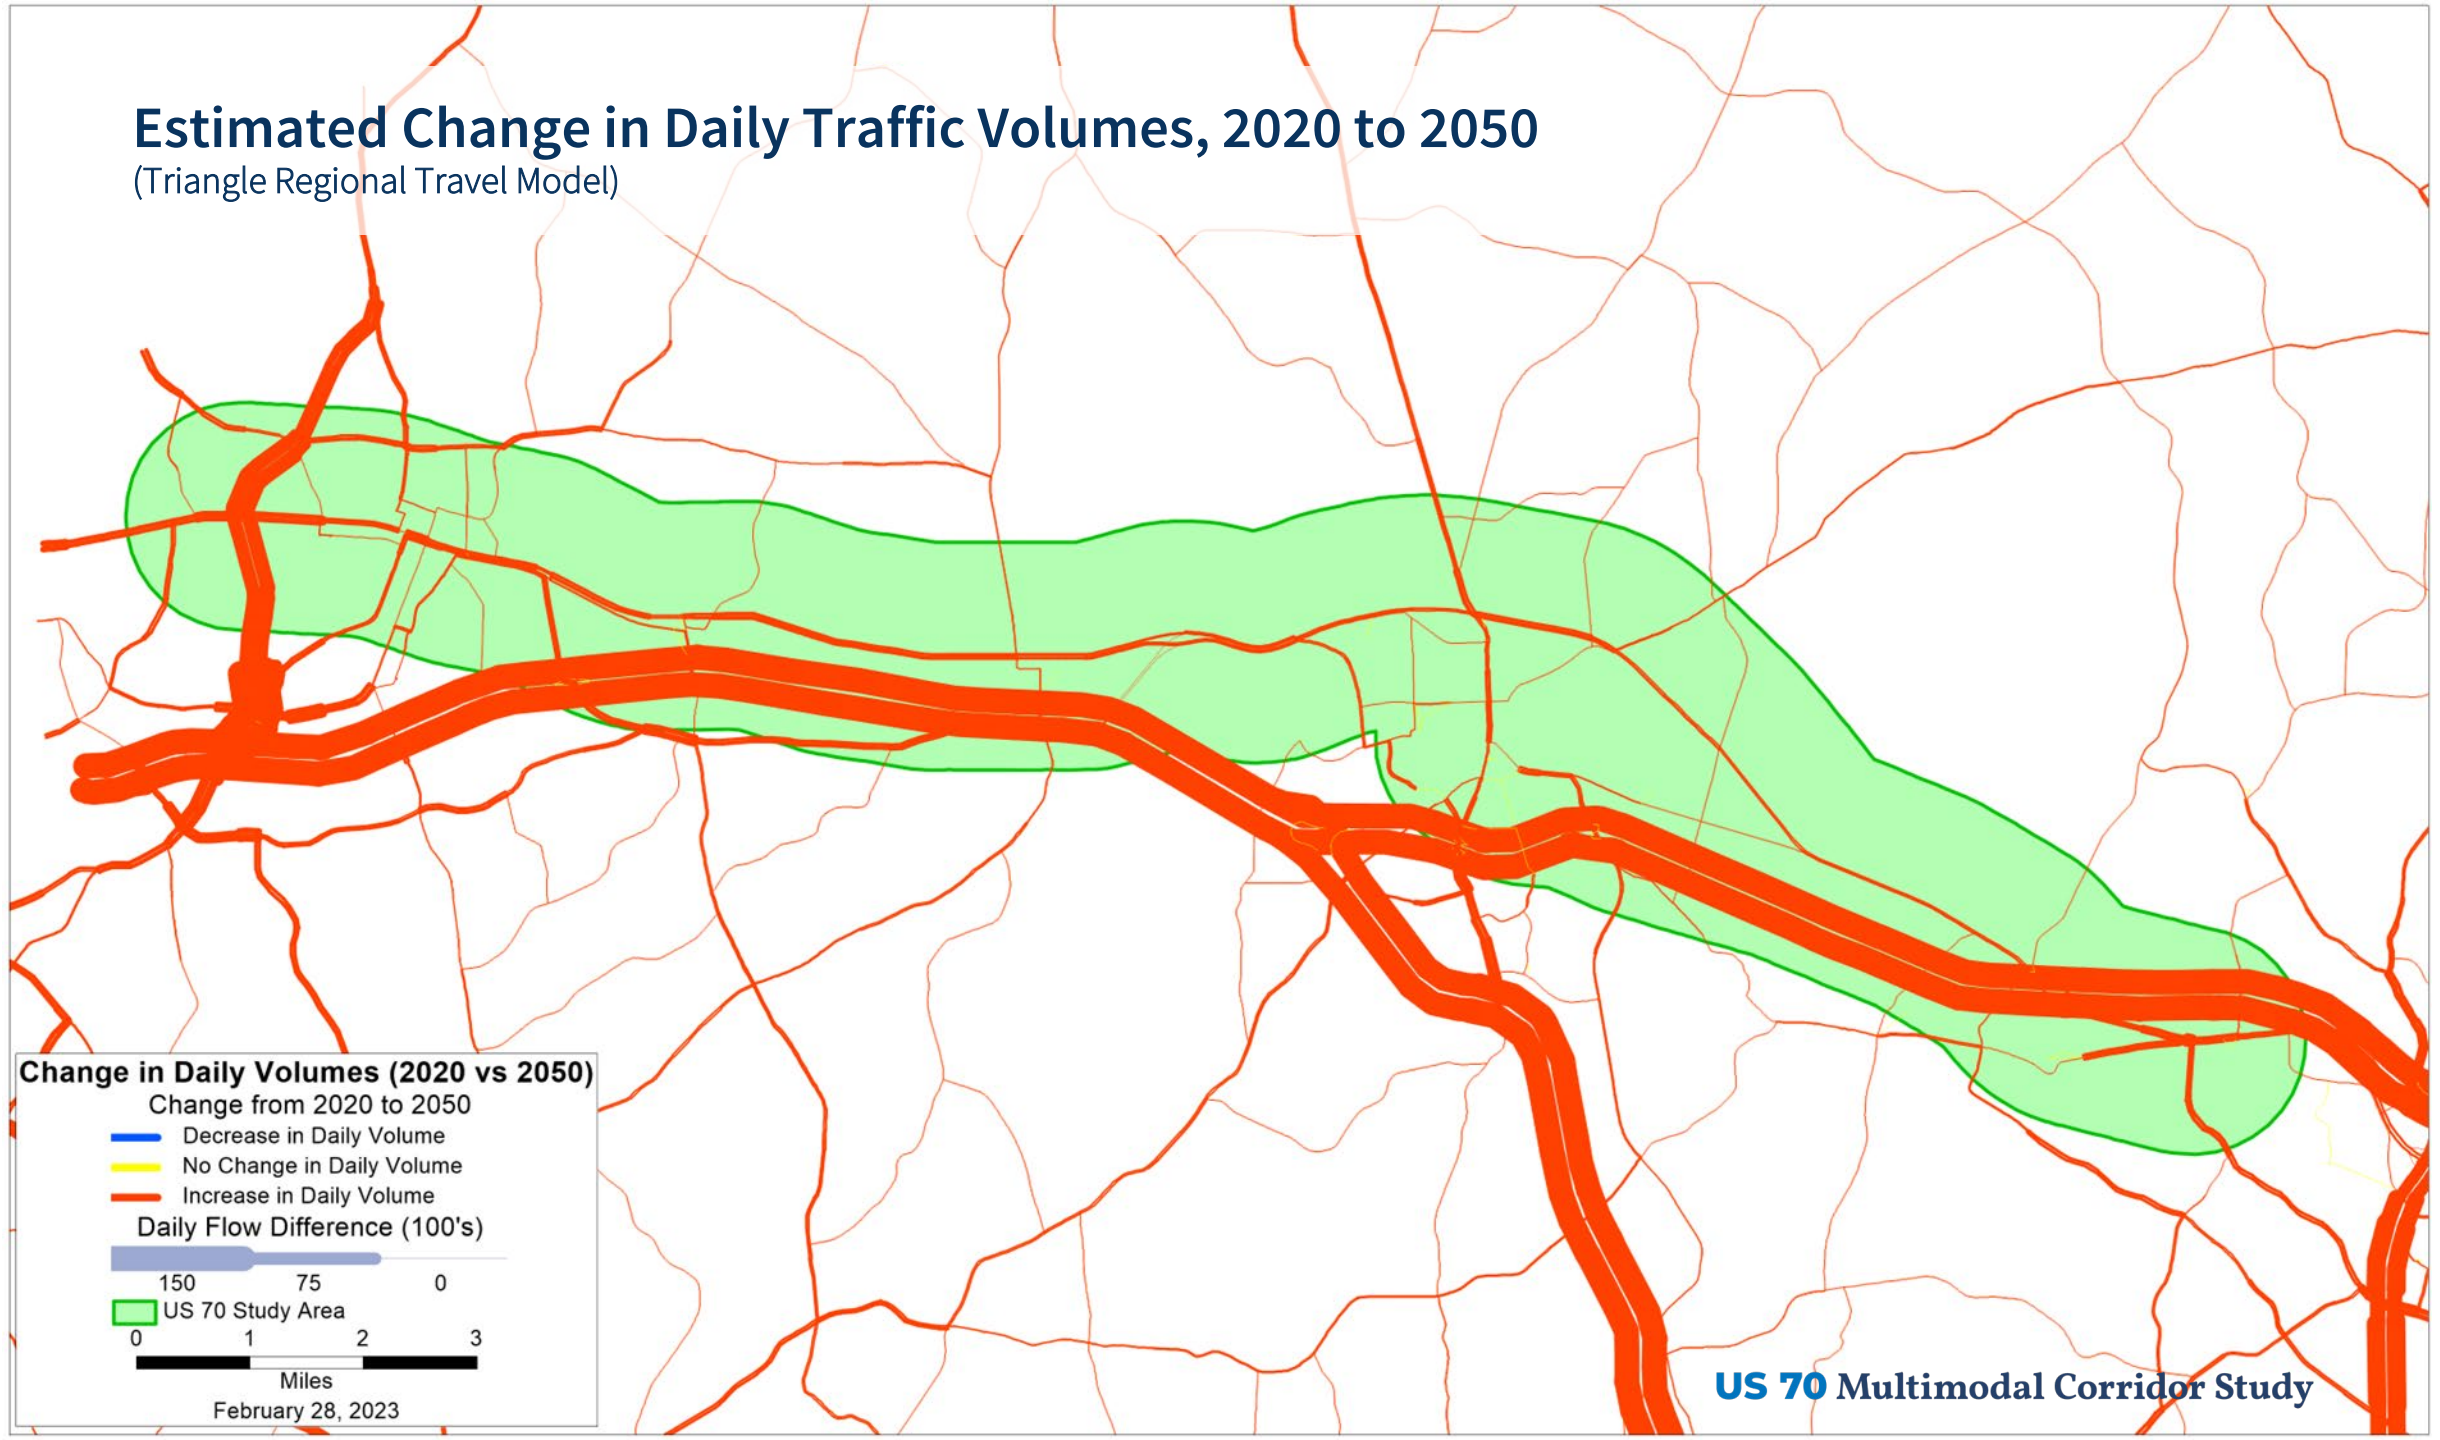 Estimated Change in Daily Traffic Volumes, 2020 to 2050
(Triangle Regional Travel Model)
Change in Daily Volumes (2020 vs 2050)
Change from 2020 to 2050
Decrease in Daily Volume
No Change in Daily Volume
Increase in Daily Volume
Daily Flow Difference (100's)
150 75 0
US 70 Study Area
0 1 2 3
Miles
February 28, 2023
US 70 Multimodal Corridor Study